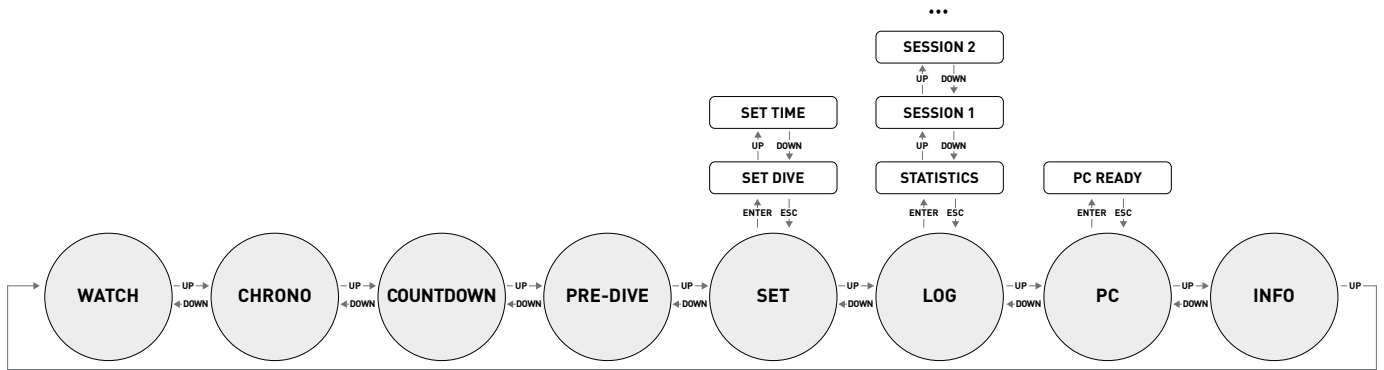 ...
SESSION 2
UP DOWN
SET TIME SESSION 1
UP DOWN UP DOWN
SET DIVE STATISTICS PC READY
ENTER ESC ENTER ESC ENTER ESC
UP UP UP UP UP UP UP UP
WATCH CHRONO COUNTDOWN PRE-DIVE SET LOG PC INFO
DOWN DOWN DOWN DOWN DOWN DOWN DOWN